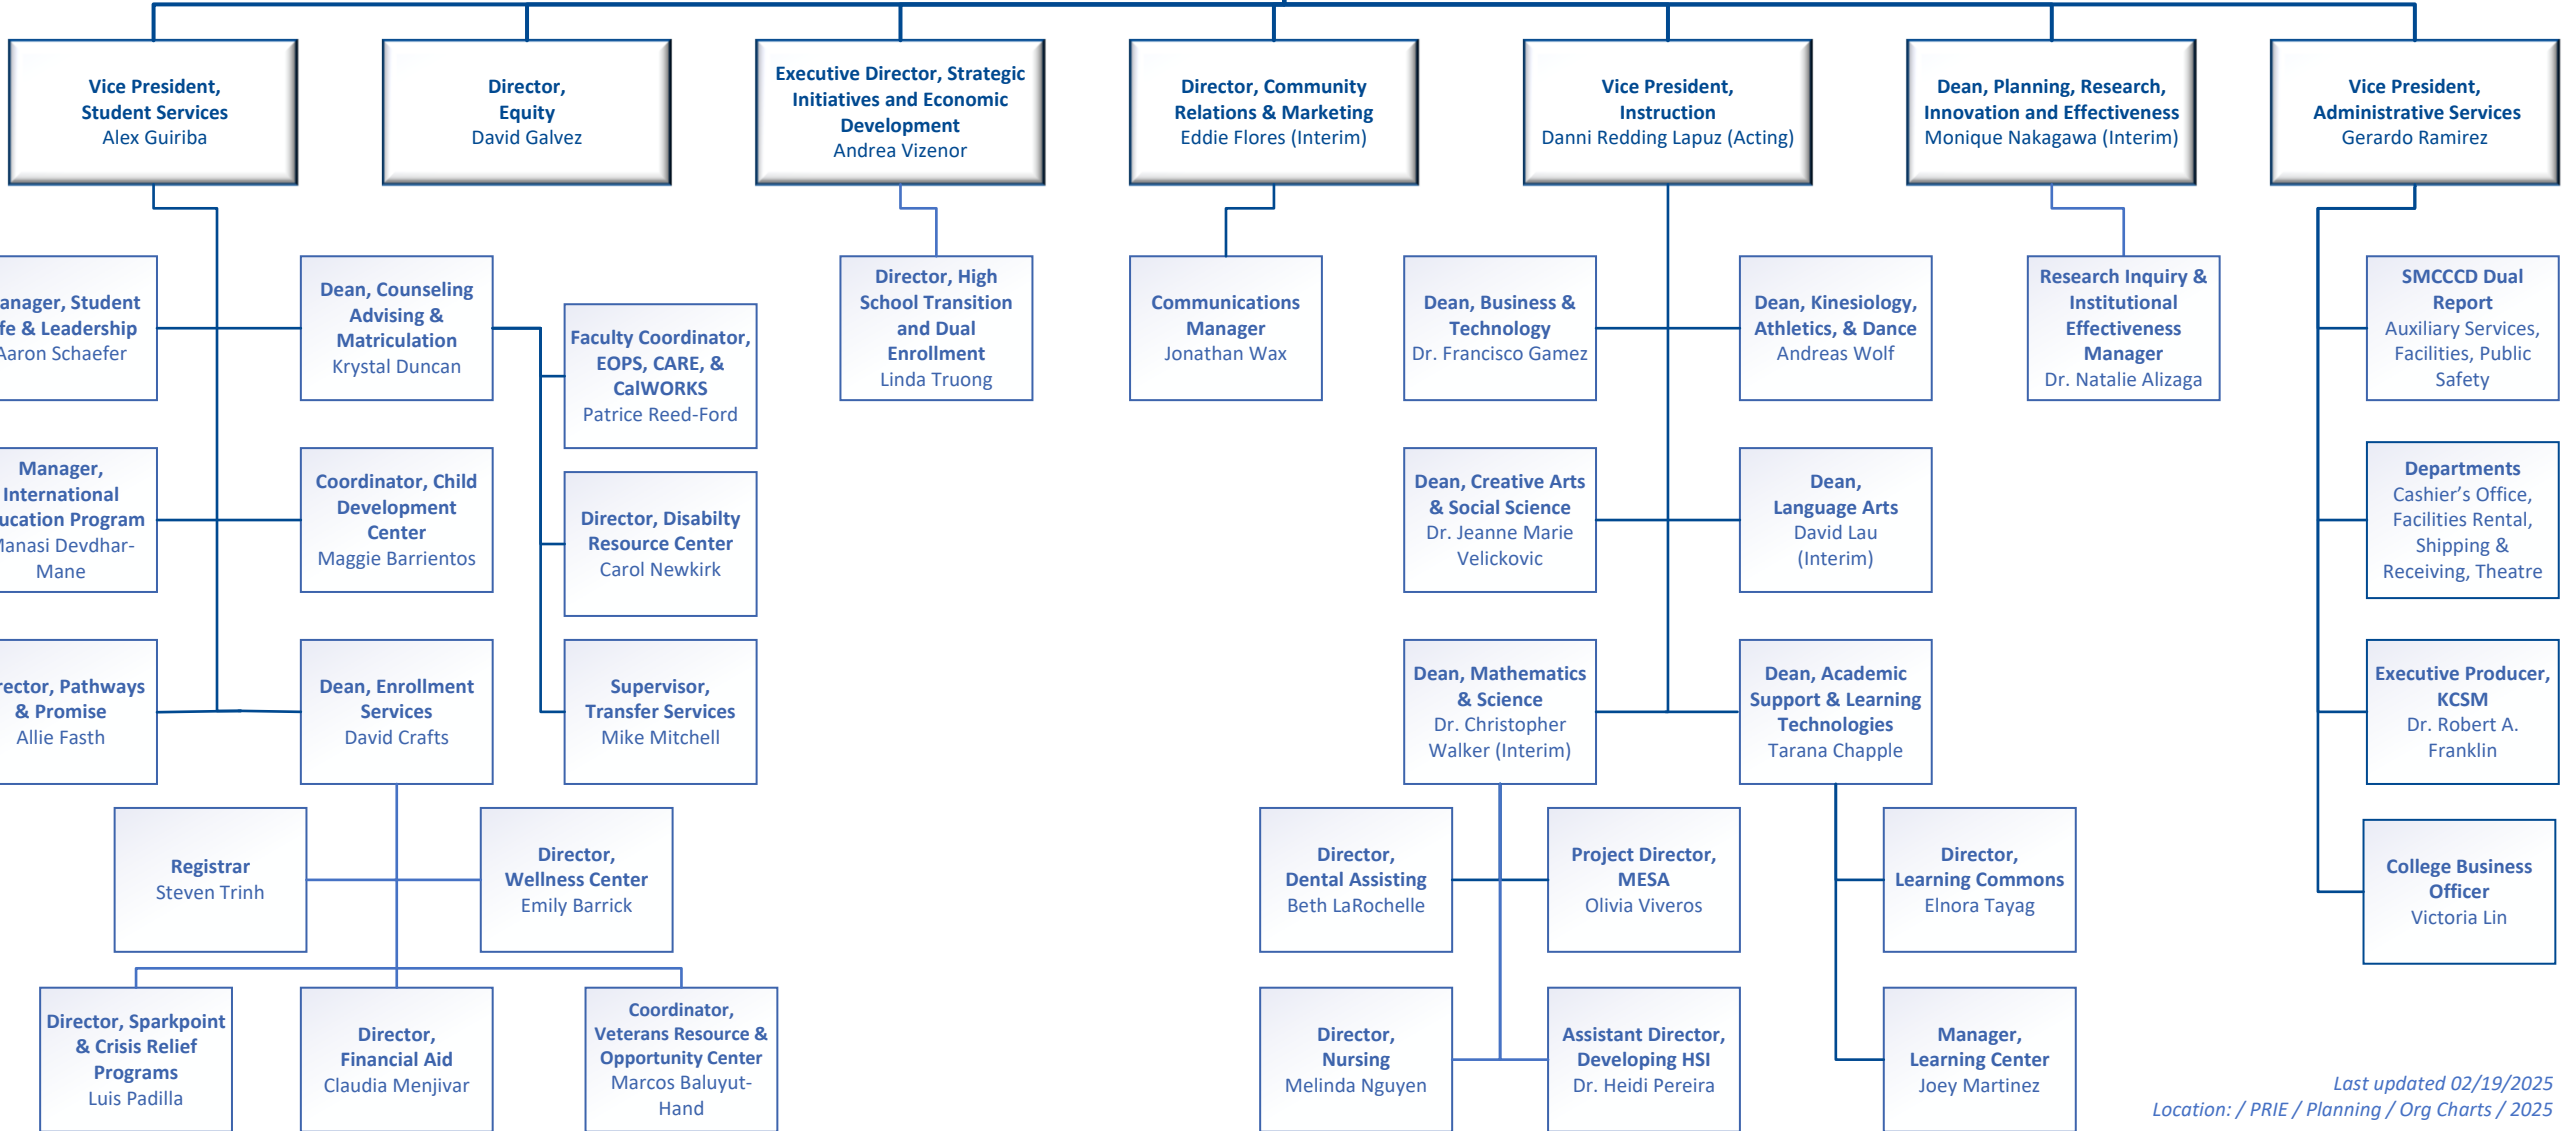 Vice President,
Student Services
Alex Guiriba
Director,
Equity
David Galvez
Executive Director, Strategic
Initiatives and Economic
Development
Andrea Vizenor
Director, Community
Relations & Marketing
Eddie Flores (Interim)
Vice President,
Instruction
Danni Redding Lapuz (Acting)
Dean, Planning, Research,
Innovation and Effectiveness
Monique Nakagawa (Interim)
Vice President,
Administrative Services
Gerardo Ramirez
anager, Student
fe & Leadership
Aaron Schaefer
Dean, Counseling
Advising &
Matriculation
Krystal Duncan
Faculty Coordinator,
EOPS, CARE, &
CalWORKS
Patrice Reed-Ford
Director, High
School Transition
and Dual
Enrollment
Linda Truong
Communications
Manager
Jonathan Wax
Dean, Business &
Technology
Dr. Francisco Gamez
Dean, Kinesiology,
Athletics, & Dance
Andreas Wolf
Research Inquiry &
Institutional
Effectiveness
Manager
Dr. Natalie Alizaga
SMCCCD Dual
Report
Auxiliary Services,
Facilities, Public
Safety
Manager,
International
ucation Program
Manasi Devdhar-
Mane
Coordinator, Child
Development
Center
Maggie Barrientos
Director, Disabilty
Resource Center
Carol Newkirk
Dean, Creative Arts
& Social Science
Dr. Jeanne Marie
Velickovic
Dean,
Language Arts
David Lau
(Interim)
Departments
Cashier’s Office,
Facilities Rental,
Shipping &
Receiving, Theatre
rector, Pathways
& Promise
Allie Fasth
Dean, Enrollment
Services
David Crafts
Supervisor,
Transfer Services
Mike Mitchell
Dean, Mathematics
& Science
Dr. Christopher
Walker (Interim)
Dean, Academic
Support & Learning
Technologies
Tarana Chapple
Executive Producer,
KCSM
Dr. Robert A.
Franklin
Registrar
Steven Trinh
Director,
Wellness Center
Emily Barrick
Director,
Dental Assisting
Beth LaRochelle
Project Director,
MESA
Olivia Viveros
Director,
Learning Commons
Elnora Tayag
College Business
Officer
Victoria Lin
Director, Sparkpoint
& Crisis Relief
Programs
Luis Padilla
Director,
Financial Aid
Claudia Menjivar
Coordinator,
Veterans Resource &
Opportunity Center
Marcos Baluyut-
Hand
Director,
Nursing
Melinda Nguyen
Assistant Director,
Developing HSI
Dr. Heidi Pereira
Manager,
Learning Center
Joey Martinez
Last updated 02/19/2025
Location: / PRIE / Planning / Org Charts / 2025